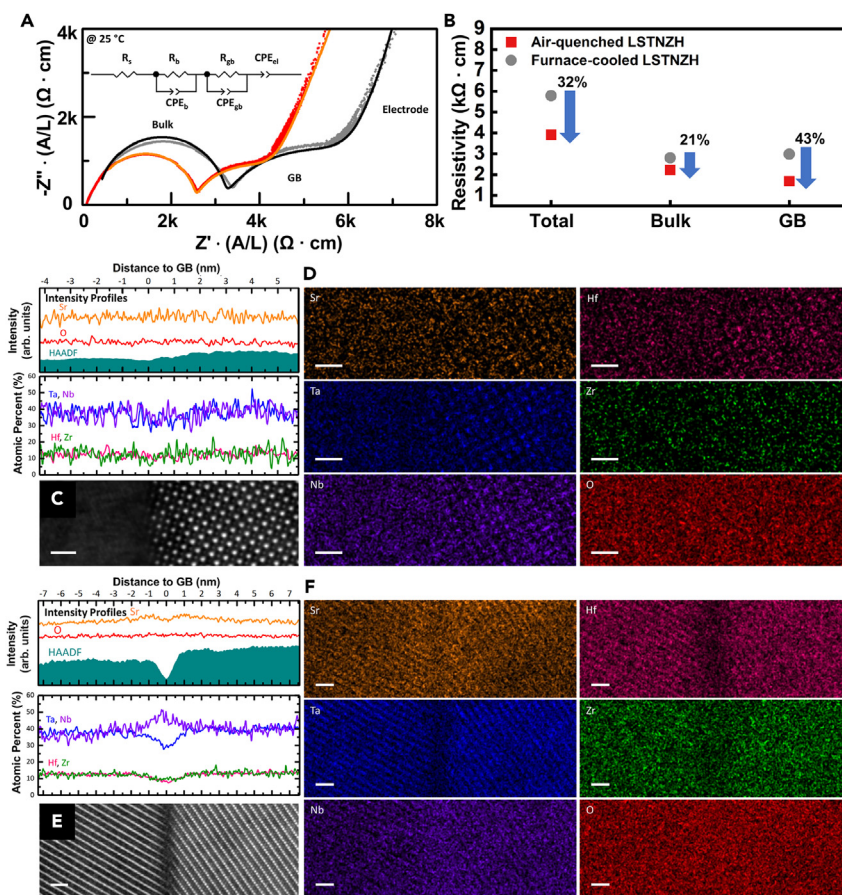 A
@ 25 °C
Rs Rb Rgb CPEel
CPEb CPEgb
Bulk
GB
Electrode
-Z'' · (A/L) (Ω · cm)
4k
2k
0
0 2k 4k 6k 8k
Z' · (A/L) (Ω · cm)
B
Air-quenched LSTNZH
Furnace-cooled LSTNZH
32%
21%
43%
Resistivity (kΩ · cm)
9
8
7
6
5
4
3
2
1
Total Bulk GB
Distance to GB (nm)
-4 -3 -2 -1 0 1 2 3 4 5
Intensity Profiles
Sr
O
HAADF
Intensity
(arb. units)
Ta, Nb
Hf, Zr
Atomic Percent (%)
60
50
40
30
20
10
0
C
D
Sr
Hf
Ta
Zr
Nb
O
Distance to GB (nm)
-7 -6 -5 -4 -3 -2 -1 0 1 2 3 4 5 6 7
Intensity Profiles Sr
O
HAADF
Intensity
(arb. units)
Ta, Nb
Hf, Zr
Atomic Percent (%)
60
50
40
30
20
10
0
E
F
Sr
Hf
Ta
Zr
Nb
O